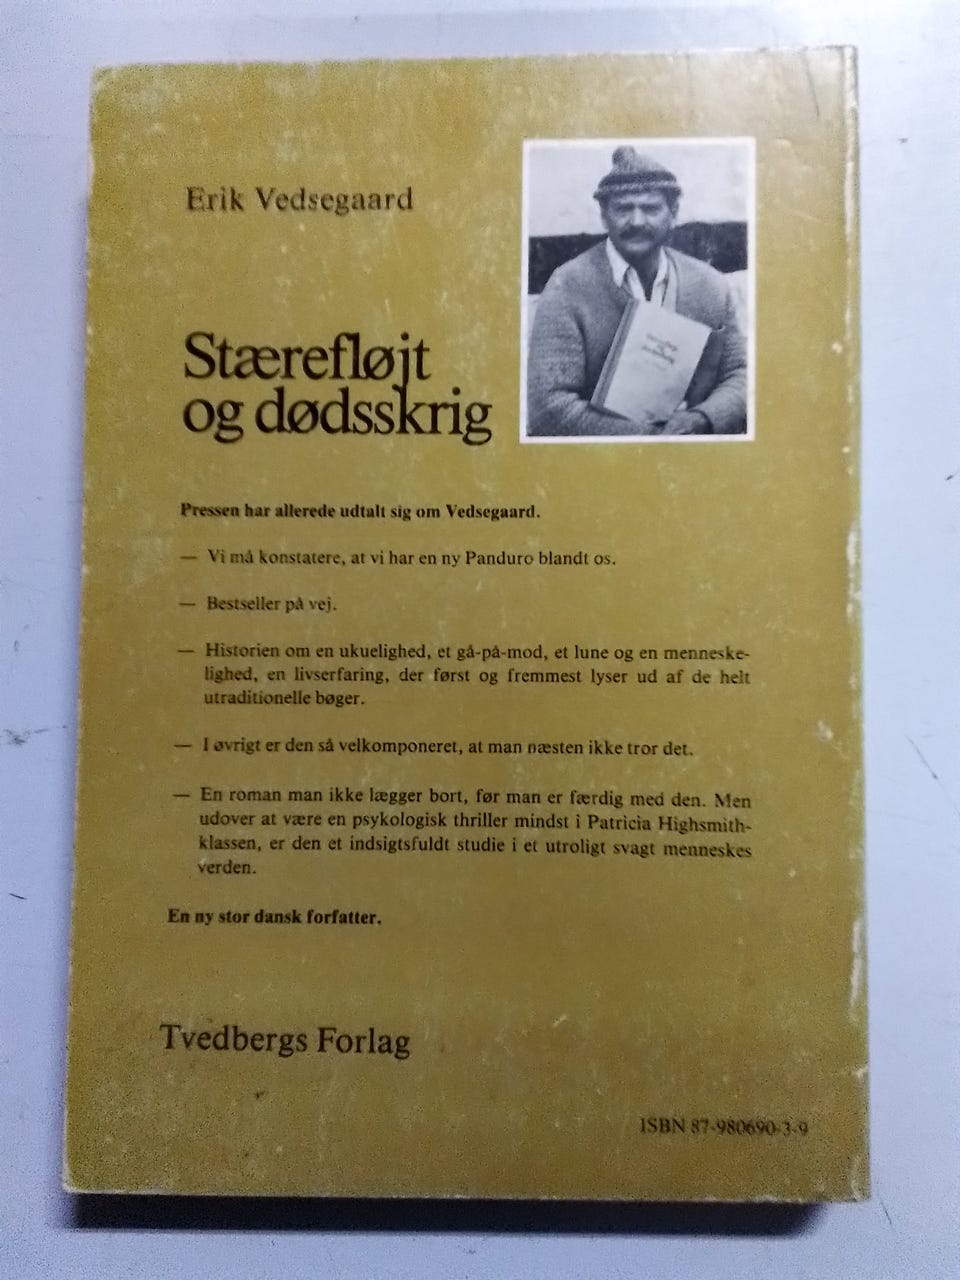 Erik Vedsegaard
Stærefløjt
og dødsskrig
Pressen har allerede udtalt sig om Vedsegaard.
— Vi må konstatere, at vi har en ny Panduro blandt os.
— Bestseller på vej.
— Historien om en ukuelighed, et gå-på-mod, et lune og en menneske-
lighed, en livserfaring, der først og fremmest lyser ud af de helt
utraditionelle bøger.
— I øvrigt er den så velkomponeret, at man næsten ikke tror det.
— En roman man ikke lægger bort, før man er færdig med den. Men
udover at være en psykologisk thriller mindst i Patricia Highsmith-
klassen, er den et indsigtsfuldt studie i et utroligt svagt menneskes
verden.
En ny stor dansk forfatter.
Tvedbergs Forlag
ISBN 87-980690-3-9